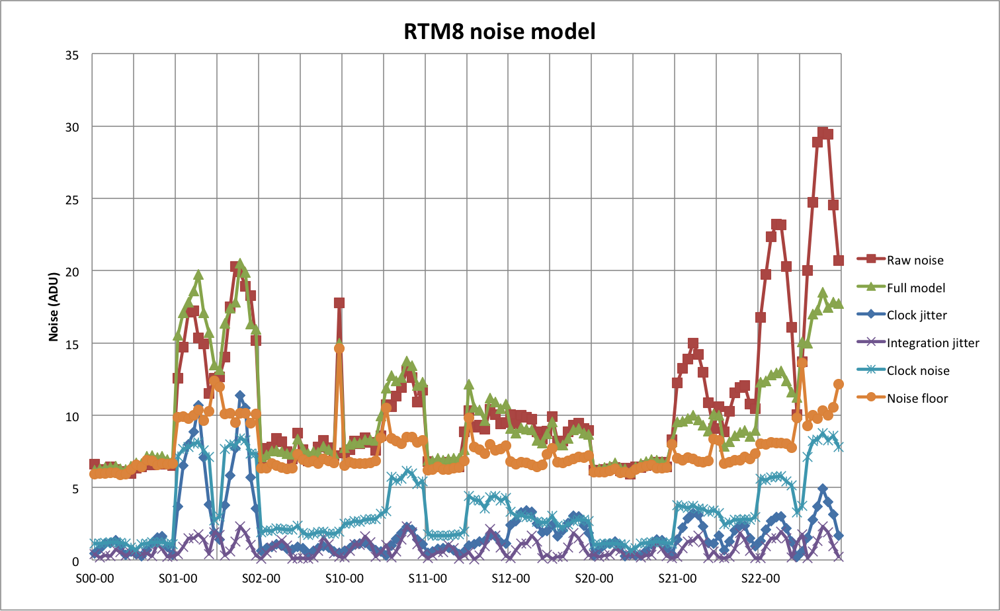 RTM8 noise model
35
30
25
20
15
10
5
0
Noise (ADU)
S00-00 S01-00 S02-00 S10-00 S11-00 S12-00 S20-00 S21-00 S22-00
Raw noise
Full model
Clock jitter
Integration jitter
Clock noise
Noise floor